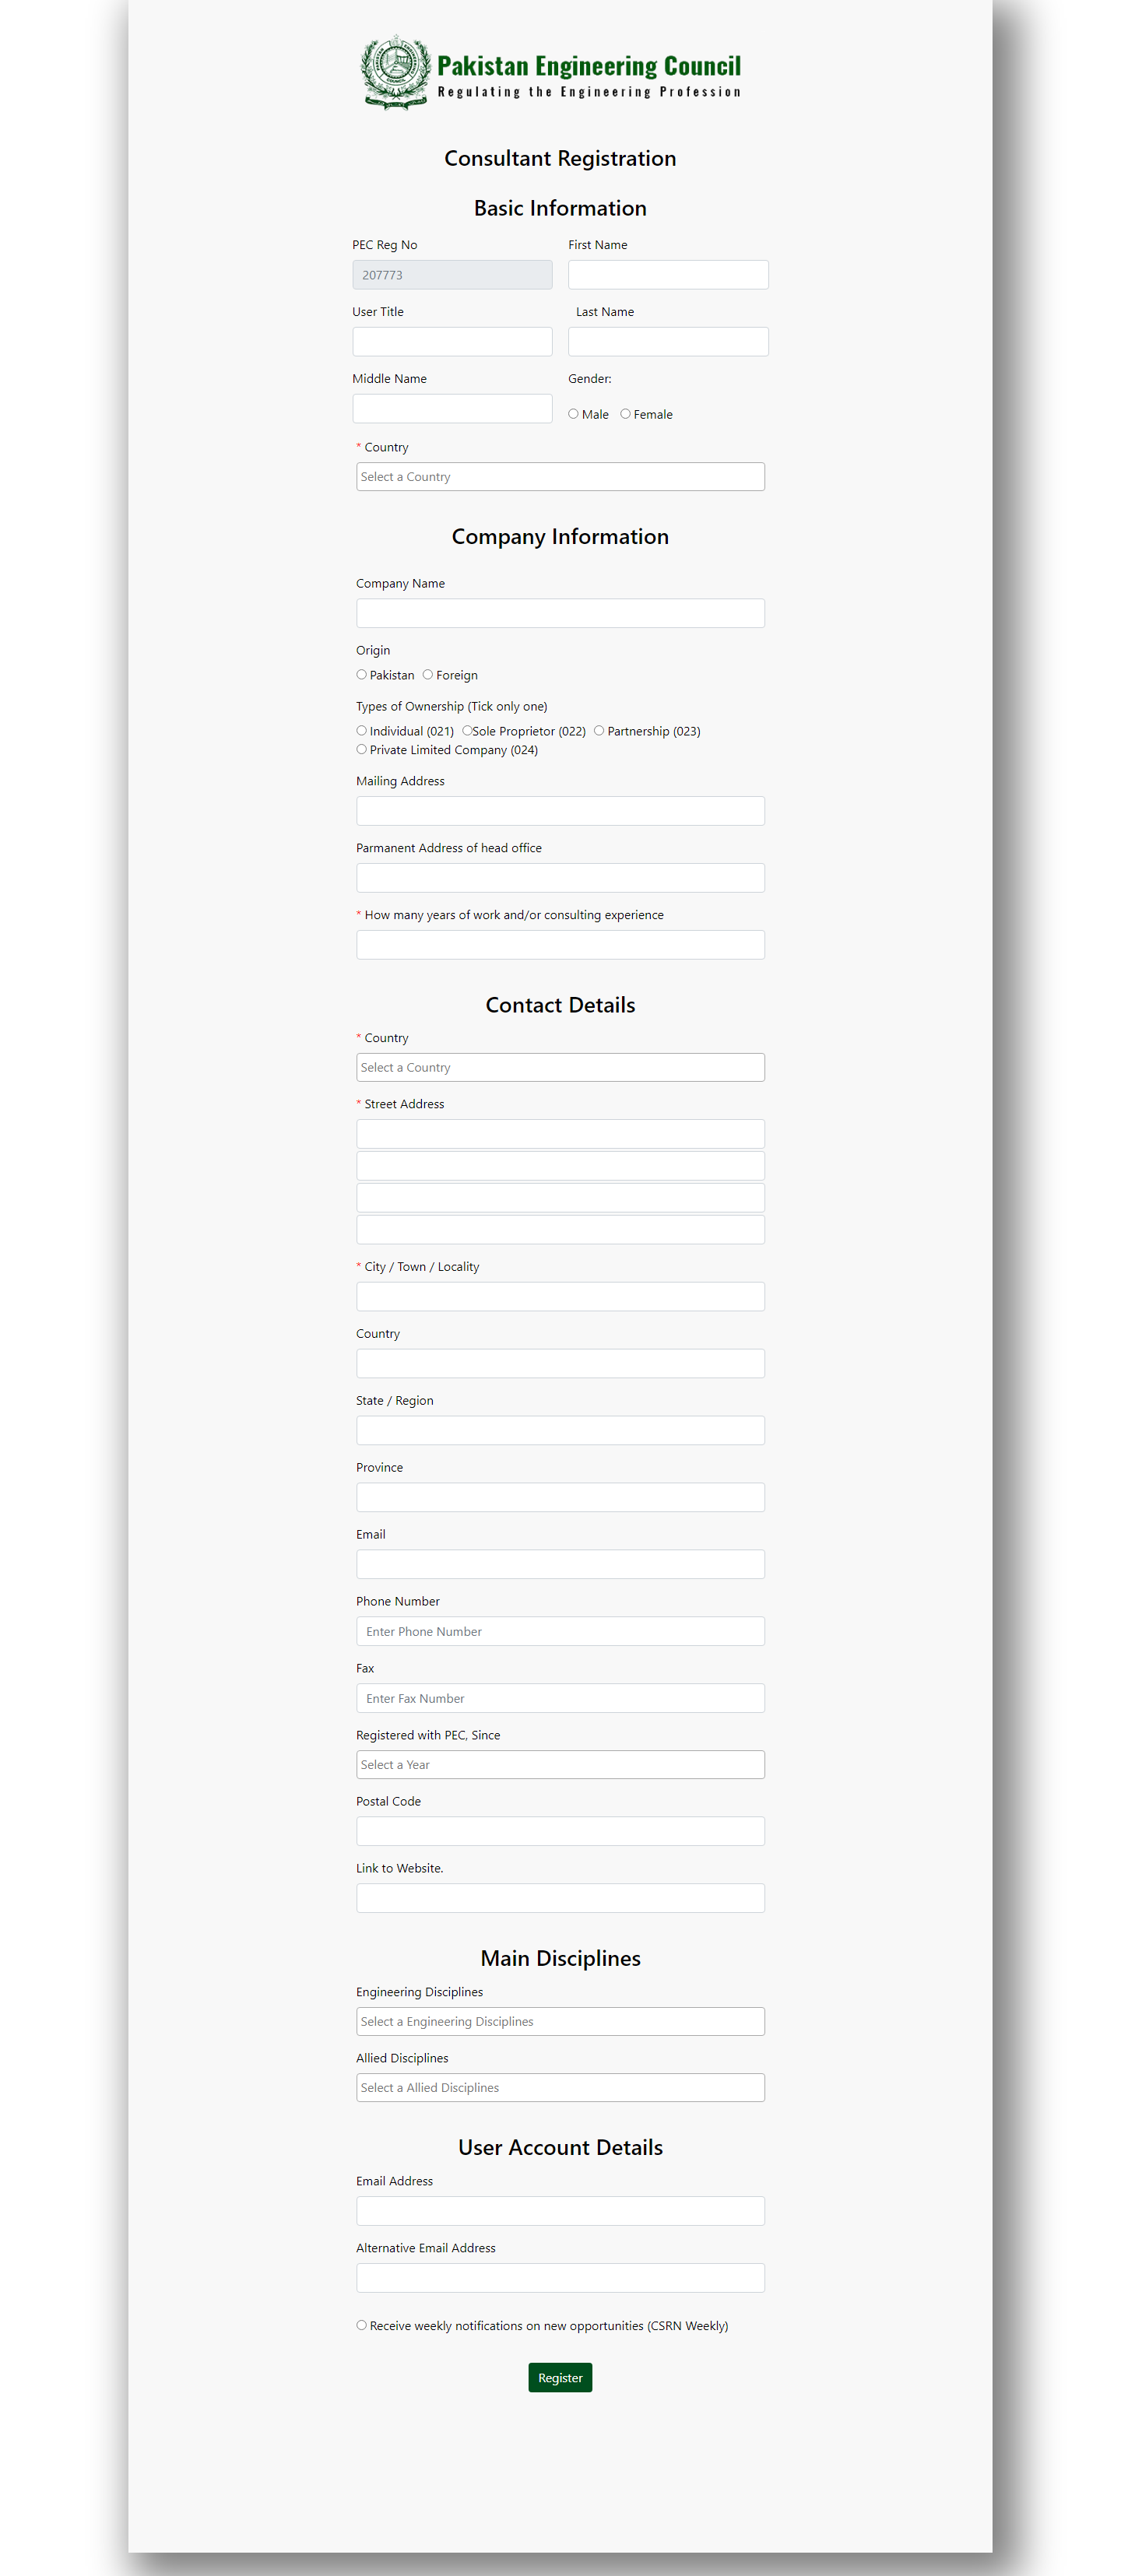 Pakistan Engineering Council
Regulating the Engineering Profession
Consultant Registration
Basic Information
PEC Reg No
First Name
207773
User Title
Last Name
Middle Name
Gender:
Male Female
* Country
Select a Country
Company Information
Company Name
Origin
Pakistan Foreign
Types of Ownership (Tick only one)
Individual (021) Sole Proprietor (022) Partnership (023)
Private Limited Company (024)
Mailing Address
Parmanent Address of head office
* How many years of work and/or consulting experience
Contact Details
* Country
Select a Country
* Street Address
* City / Town / Locality
Country
State / Region
Province
Email
Phone Number
Enter Phone Number
Fax
Enter Fax Number
Registered with PEC, Since
Select a Year
Postal Code
Link to Website.
Main Disciplines
Engineering Disciplines
Select a Engineering Disciplines
Allied Disciplines
Select a Allied Disciplines
User Account Details
Email Address
Alternative Email Address
Receive weekly notifications on new opportunities (CSRN Weekly)
Register